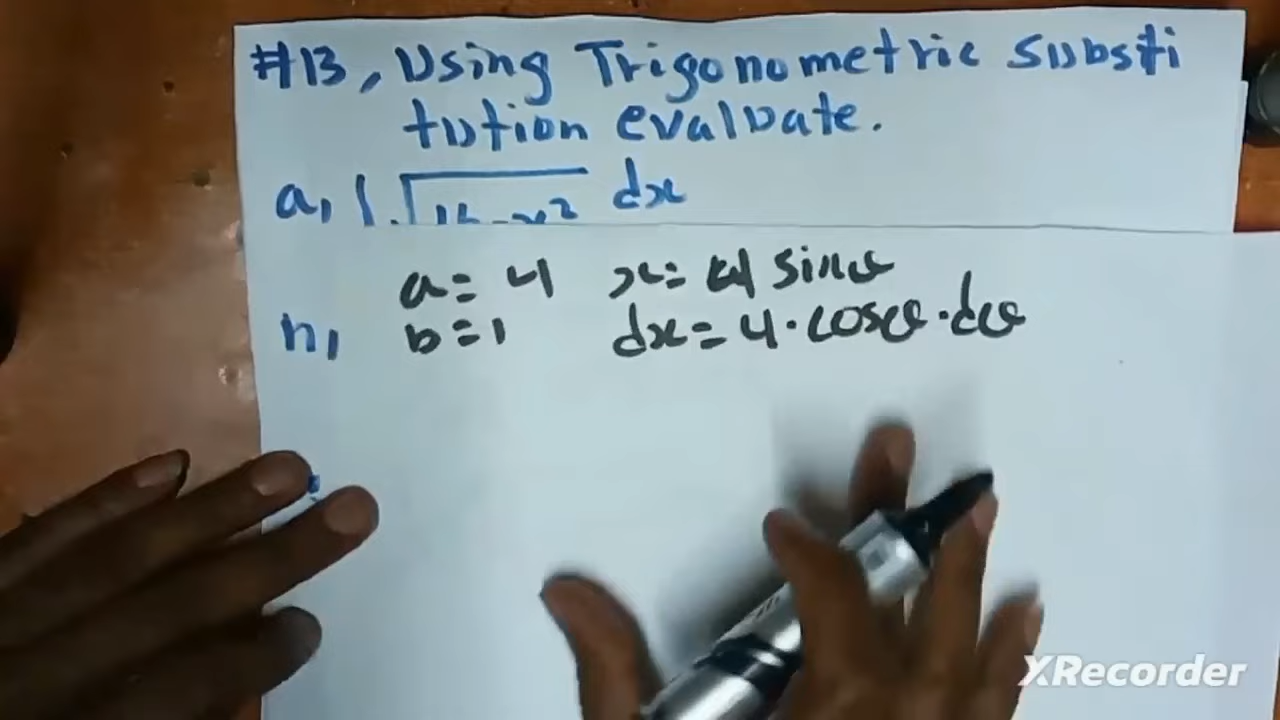 #13, Using Trigonometric Substi
tution evaluate.
a, ∫ √16-x² dx
a = 4 x = 4 sinθ
n, b = 1 dx = 4·cosθ·dθ
XRecorder